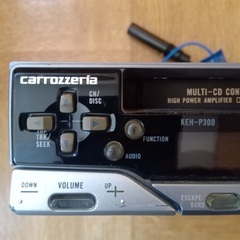 carrozzeria
CH/
DISC
MULTI-CD CON
HIGH POWER AMPLIFIER
KEH-P300
TRK/
SEEK
FUNCTION
AUDIO
DOWN
VOLUME
UP
ESCAPE
BAND